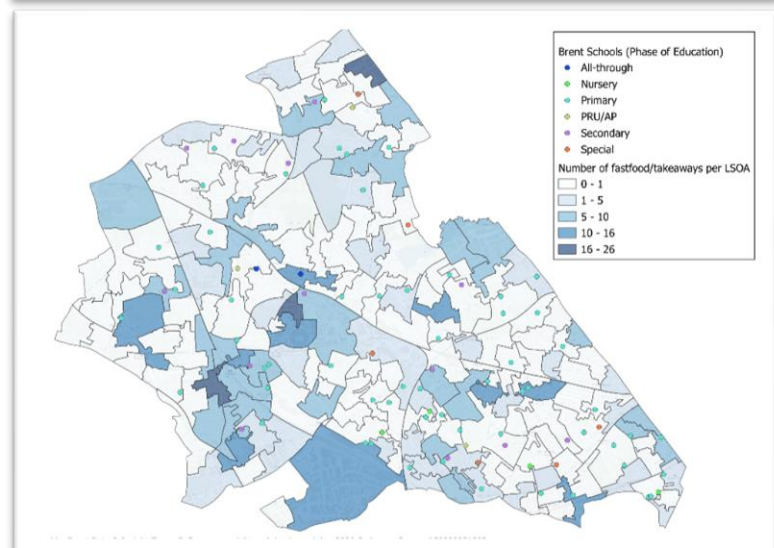 Brent Schools (Phase of Education)
All-through
Nursery
Primary
PRU/AP
Secondary
Special
Number of fastfood/takeaways per LSOA
0 - 1
1 - 5
5 - 10
10 - 16
16 - 26